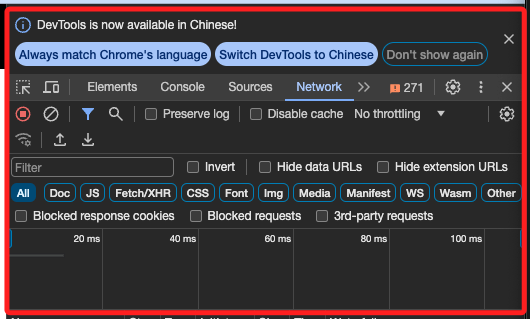 DevTools is now available in Chinese!
Always match Chrome's language Switch DevTools to Chinese Don't show again
Elements Console Sources Network 271
Preserve log Disable cache No throttling
Filter Invert Hide data URLs Hide extension URLs
All Doc JS Fetch/XHR CSS Font Img Media Manifest WS Wasm Other
Blocked response cookies Blocked requests 3rd-party requests
20 ms 40 ms 60 ms 80 ms 100 ms